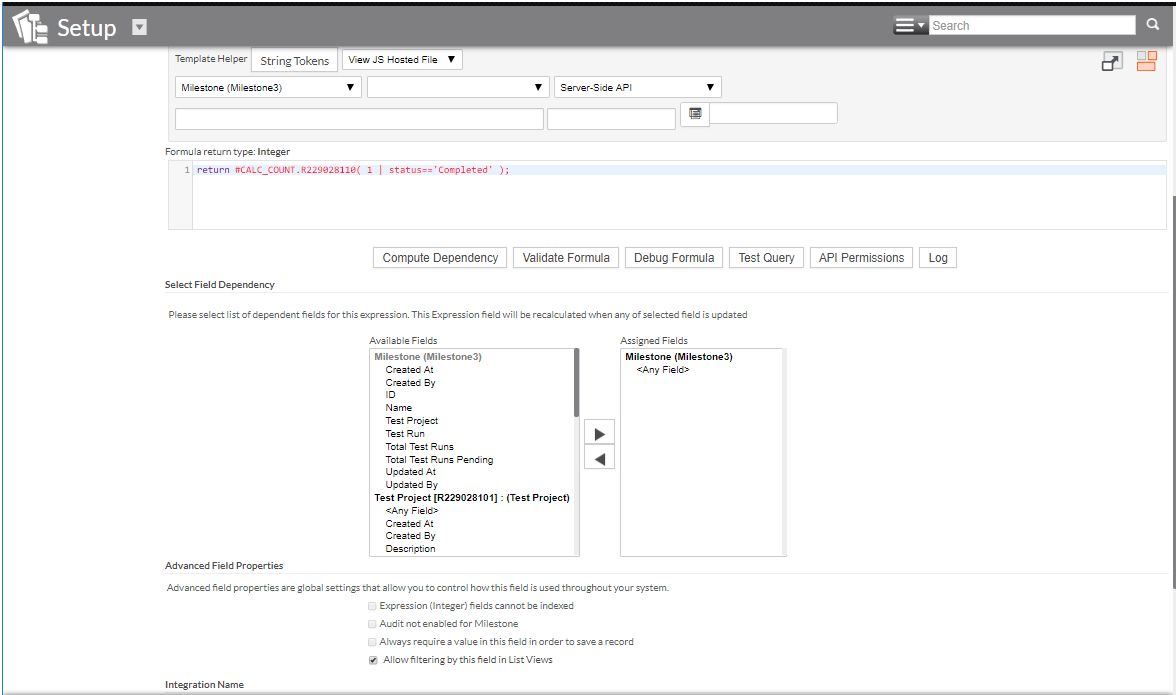 Setup
Search
Template Helper String Tokens View JS Hosted File
Milestone (Milestone3) Server-Side API
Formula return type: Integer
1 return #CALC_COUNT.R229028110( 1 | status=='Completed' );
Compute Dependency Validate Formula Debug Formula Test Query API Permissions Log
Select Field Dependency
Please select list of dependent fields for this expression. This Expression field will be recalculated when any of selected field is updated
Available Fields
Milestone (Milestone3)
Created At
Created By
ID
Name
Test Project
Test Run
Total Test Runs
Total Test Runs Pending
Updated At
Updated By
Test Project [R229028101] : (Test Project)
<Any Field>
Created At
Created By
Description
Assigned Fields
Milestone (Milestone3)
<Any Field>
Advanced Field Properties
Advanced field properties are global settings that allow you to control how this field is used throughout your system.
Expression (Integer) fields cannot be indexed
Audit not enabled for Milestone
Always require a value in this field in order to save a record
Allow filtering by this field in List Views
Integration Name